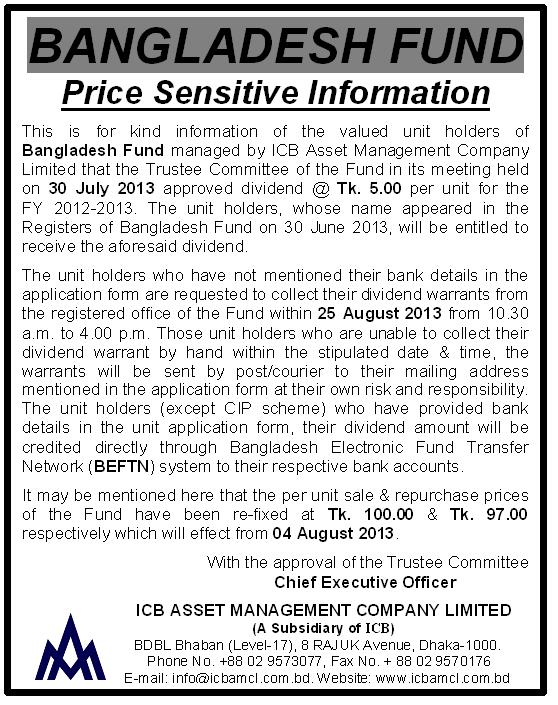 BANGLADESH FUND
Price Sensitive Information
This is for kind information of the valued unit holders of
Bangladesh Fund managed by ICB Asset Management Company
Limited that the Trustee Committee of the Fund in its meeting held
on 30 July 2013 approved dividend @ Tk. 5.00 per unit for the
FY 2012-2013. The unit holders, whose name appeared in the
Registers of Bangladesh Fund on 30 June 2013, will be entitled to
receive the aforesaid dividend.
The unit holders who have not mentioned their bank details in the
application form are requested to collect their dividend warrants from
the registered office of the Fund within 25 August 2013 from 10.30
a.m. to 4.00 p.m. Those unit holders who are unable to collect their
dividend warrant by hand within the stipulated date & time, the
warrants will be sent by post/courier to their mailing address
mentioned in the application form at their own risk and responsibility.
The unit holders (except CIP scheme) who have provided bank
details in the unit application form, their dividend amount will be
credited directly through Bangladesh Electronic Fund Transfer
Network (BEFTN) system to their respective bank accounts.
It may be mentioned here that the per unit sale & repurchase prices
of the Fund have been re-fixed at Tk. 100.00 & Tk. 97.00
respectively which will effect from 04 August 2013.
With the approval of the Trustee Committee
Chief Executive Officer
ICB ASSET MANAGEMENT COMPANY LIMITED
(A Subsidiary of ICB)
BDBL Bhaban (Level-17), 8 RAJUK Avenue, Dhaka-1000.
Phone No. +88 02 9573077, Fax No. + 88 02 9570176
E-mail: info@icbamcl.com.bd. Website: www.icbamcl.com.bd